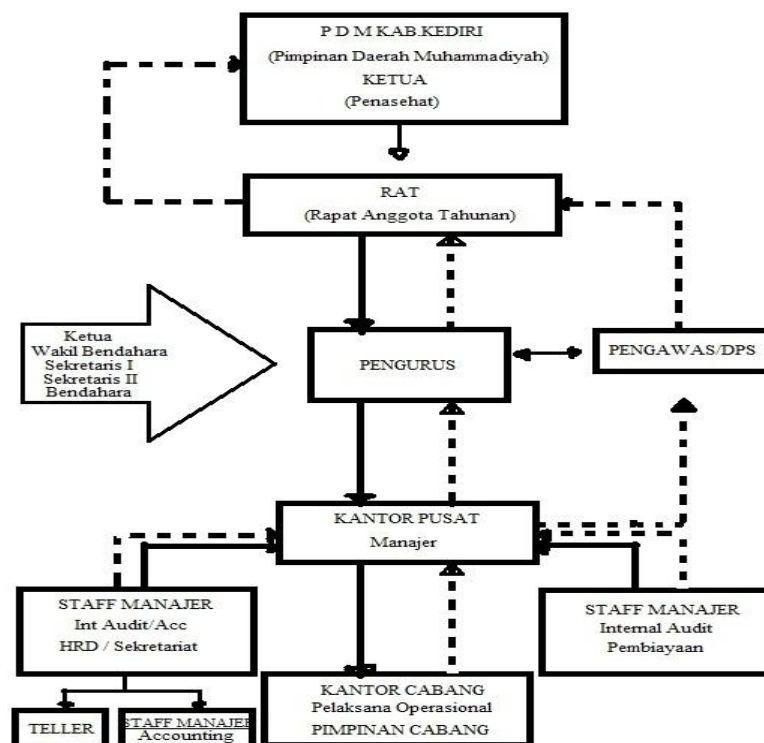 P D M KAB.KEDIRI
(Pimpinan Daerah Muhammadiyah)
KETUA
(Penasehat)
RAT
(Rapat Anggota Tahunan)
Ketua
Wakil Bendahara
Sekretaris I
Sekretaris II
Bendahara
PENGURUS
PENGAWAS/DPS
KANTOR PUSAT
Manajer
STAFF MANAJER
Int Audit/Acc
HRD / Sekretariat
STAFF MANAJER
Internal Audit
Pembiayaan
KANTOR CABANG
Pelaksana Operasional
PIMPINAN CABANG
TELLER
STAFF MANAJER
Accounting